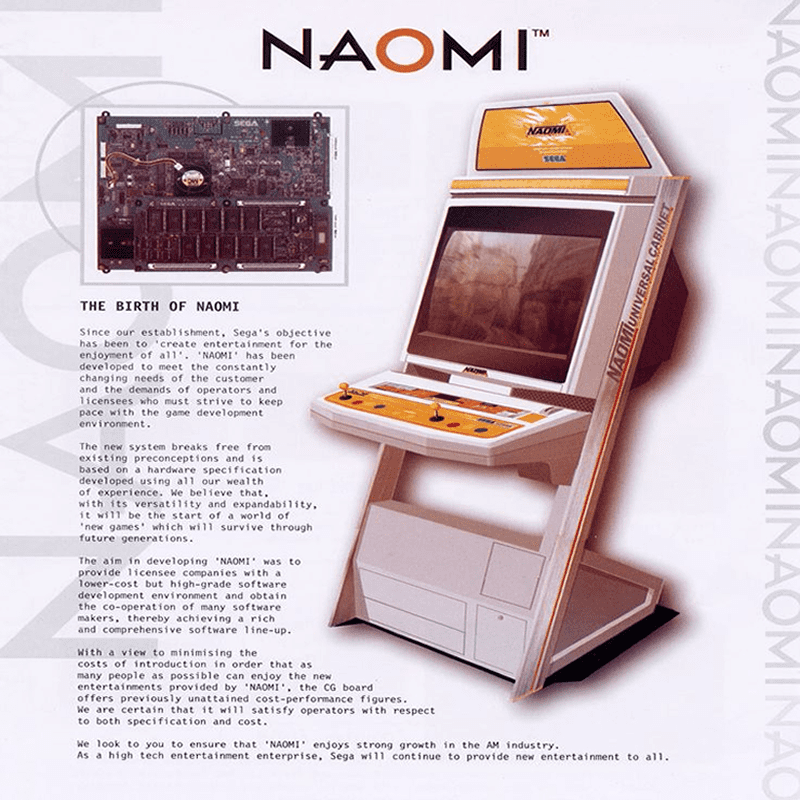 NAOMI™
SEGA
NAOMI
SEGA
NAOMI UNIVERSAL CABINET
NAOMI
THE BIRTH OF NAOMI
Since our establishment, Sega's objective
has been to 'create entertainment for the
enjoyment of all'. 'NAOMI' has been
developed to meet the constantly
changing needs of the customer
and the demands of operators and
licensees who must strive to keep
pace with the game development
environment.
The new system breaks free from
existing preconceptions and is
based on a hardware specification
developed using all our wealth
of experience. We believe that,
with its versatility and expandability,
it will be the start of a world of
'new games' which will survive through
future generations.
The aim in developing 'NAOMI' was to
provide licensee companies with a
lower-cost but high-grade software
development environment and obtain
the co-operation of many software
makers, thereby achieving a rich
and comprehensive software line-up.
With a view to minimising the
costs of introduction in order that as
many people as possible can enjoy the new
entertainments provided by 'NAOMI', the CG board
offers previously unattained cost-performance figures.
We are certain that it will satisfy operators with respect
to both specification and cost.
We look to you to ensure that 'NAOMI' enjoys strong growth in the AM industry.
As a high tech entertainment enterprise, Sega will continue to provide new entertainment to all.
NAOMI
NAOMINAOMINAOMINAOMINAOMINAO